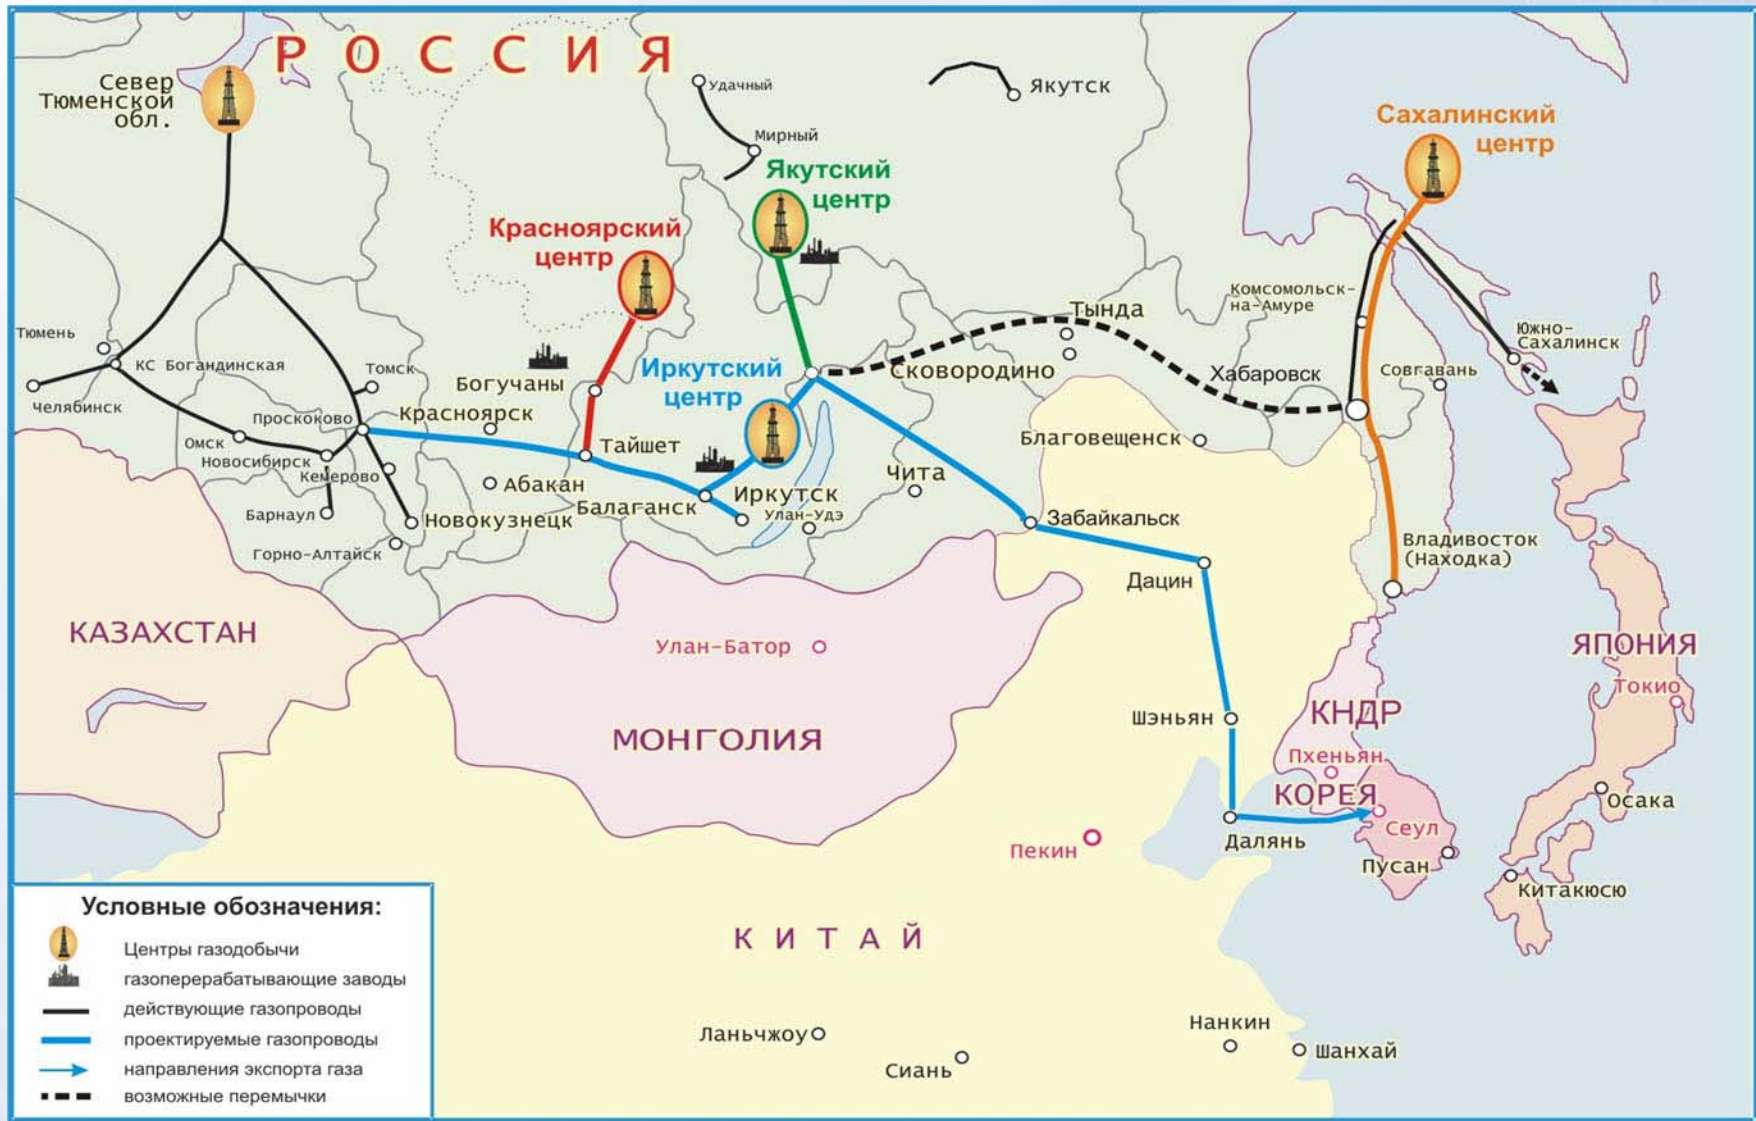 РОССИЯ
Север
Тюменской
обл.
Удачный
Якутск
Мирный
Сахалинский
центр
Якутский
центр
Красноярский
центр
Комсомольск-
на-Амуре
Тында
Южно-
Сахалинск
Тюмень
КС Богандинская
Томск
Богучаны
Иркутский
центр
Сковородино
Хабаровск
Совгавань
Челябинск
Проскоково
Красноярск
Омск
Новосибирск
Кемерово
Тайшет
Благовещенск
Абакан
Балаганск
Иркутск
Чита
Барнаул
Новокузнецк
Улан-Удэ
Забайкальск
Горно-Алтайск
Владивосток
(Находка)
Дацин
КАЗАХСТАН
Улан-Батор
ЯПОНИЯ
Токио
МОНГОЛИЯ
Шэньян
КНДР
Пхеньян
КОРЕЯ
Сеул
Осака
Пекин
Далянь
Пусан
Китакюсю
КИТАЙ
Ланьчжоу
Сиань
Нанкин
Шанхай
Условные обозначения:
Центры газодобычи
газоперерабатывающие заводы
действующие газопроводы
проектируемые газопроводы
направления экспорта газа
возможные перемычки